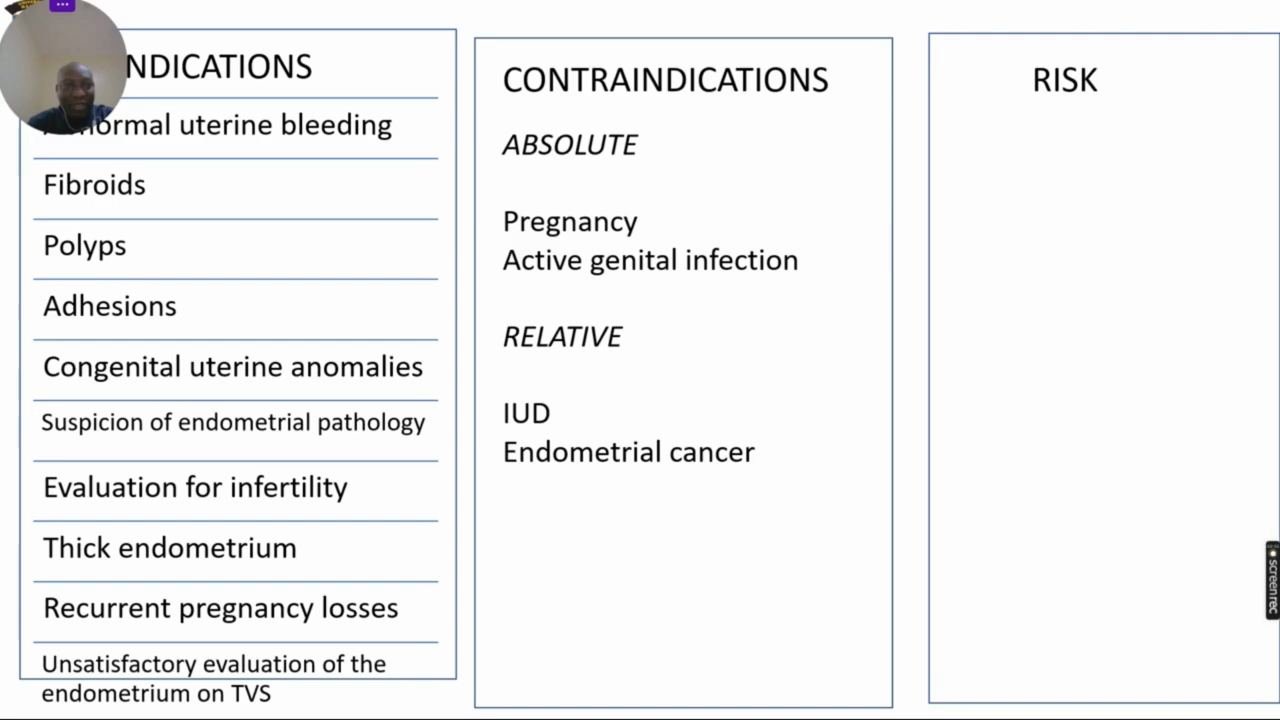 NDICATIONS
normal uterine bleeding
Fibroids
Polyps
Adhesions
Congenital uterine anomalies
Suspicion of endometrial pathology
Evaluation for infertility
Thick endometrium
Recurrent pregnancy losses
Unsatisfactory evaluation of the
endometrium on TVS
CONTRAINDICATIONS
ABSOLUTE
Pregnancy
Active genital infection
RELATIVE
IUD
Endometrial cancer
RISK
screenrec